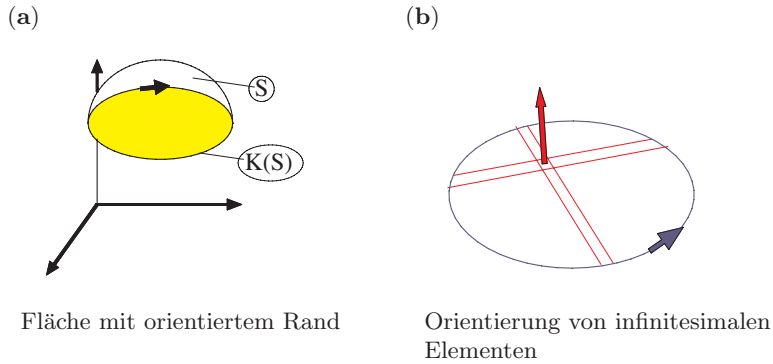 (a)
(b)
S
K(S)
Fläche mit orientiertem Rand
Orientierung von infinitesimalen
Elementen